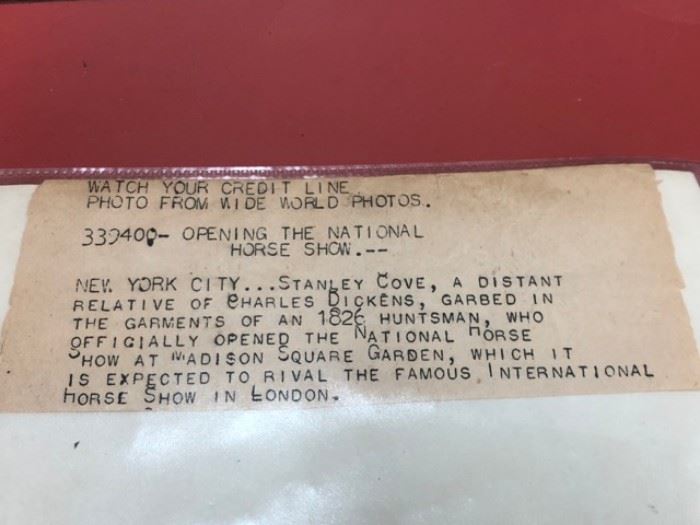 WATCH YOUR CREDIT LINE
PHOTO FROM WIDE WORLD PHOTOS..
339400- OPENING THE NATIONAL
HORSE SHOW.--
NEW YORK CITY...STANLEY COVE, A DISTANT
RELATIVE OF CHARLES DICKENS, GARBED IN
THE GARMENTS OF AN 1826 HUNTSMAN, WHO
OFFICIALLY OPENED THE NATIONAL HORSE
SHOW AT MADISON SQUARE GARDEN, WHICH IT
IS EXPECTED TO RIVAL THE FAMOUS INTERNATIONAL
HORSE SHOW IN LONDON.